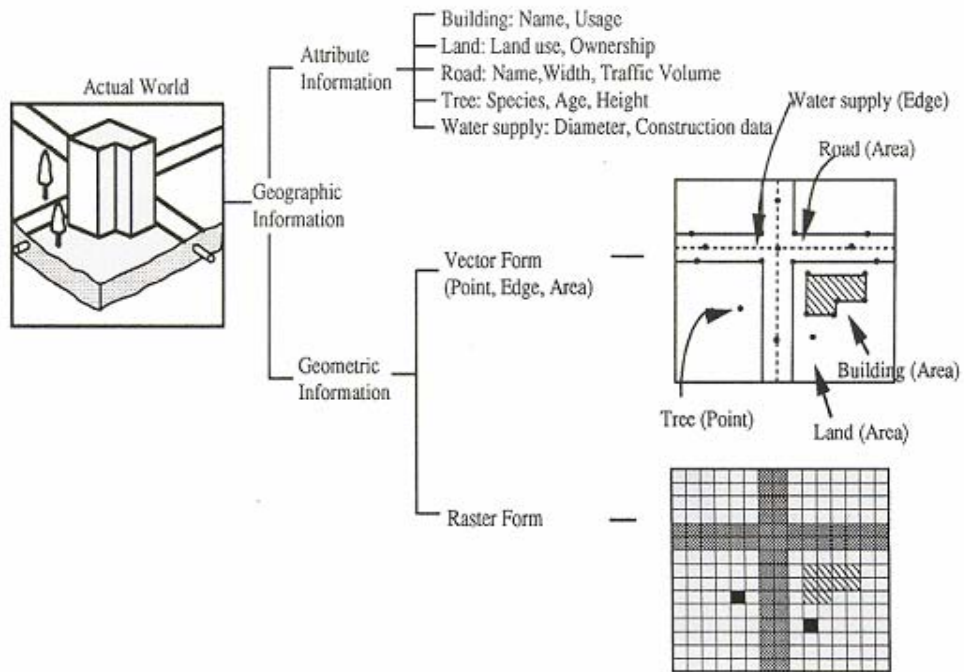 Actual World
Geographic
Information
Attribute
Information
Building: Name, Usage
Land: Land use, Ownership
Road: Name,Width, Traffic Volume
Tree: Species, Age, Height
Water supply: Diameter, Construction data
Geometric
Information
Vector Form
(Point, Edge, Area)
Water supply (Edge)
Road (Area)
Building (Area)
Tree (Point)
Land (Area)
Raster Form